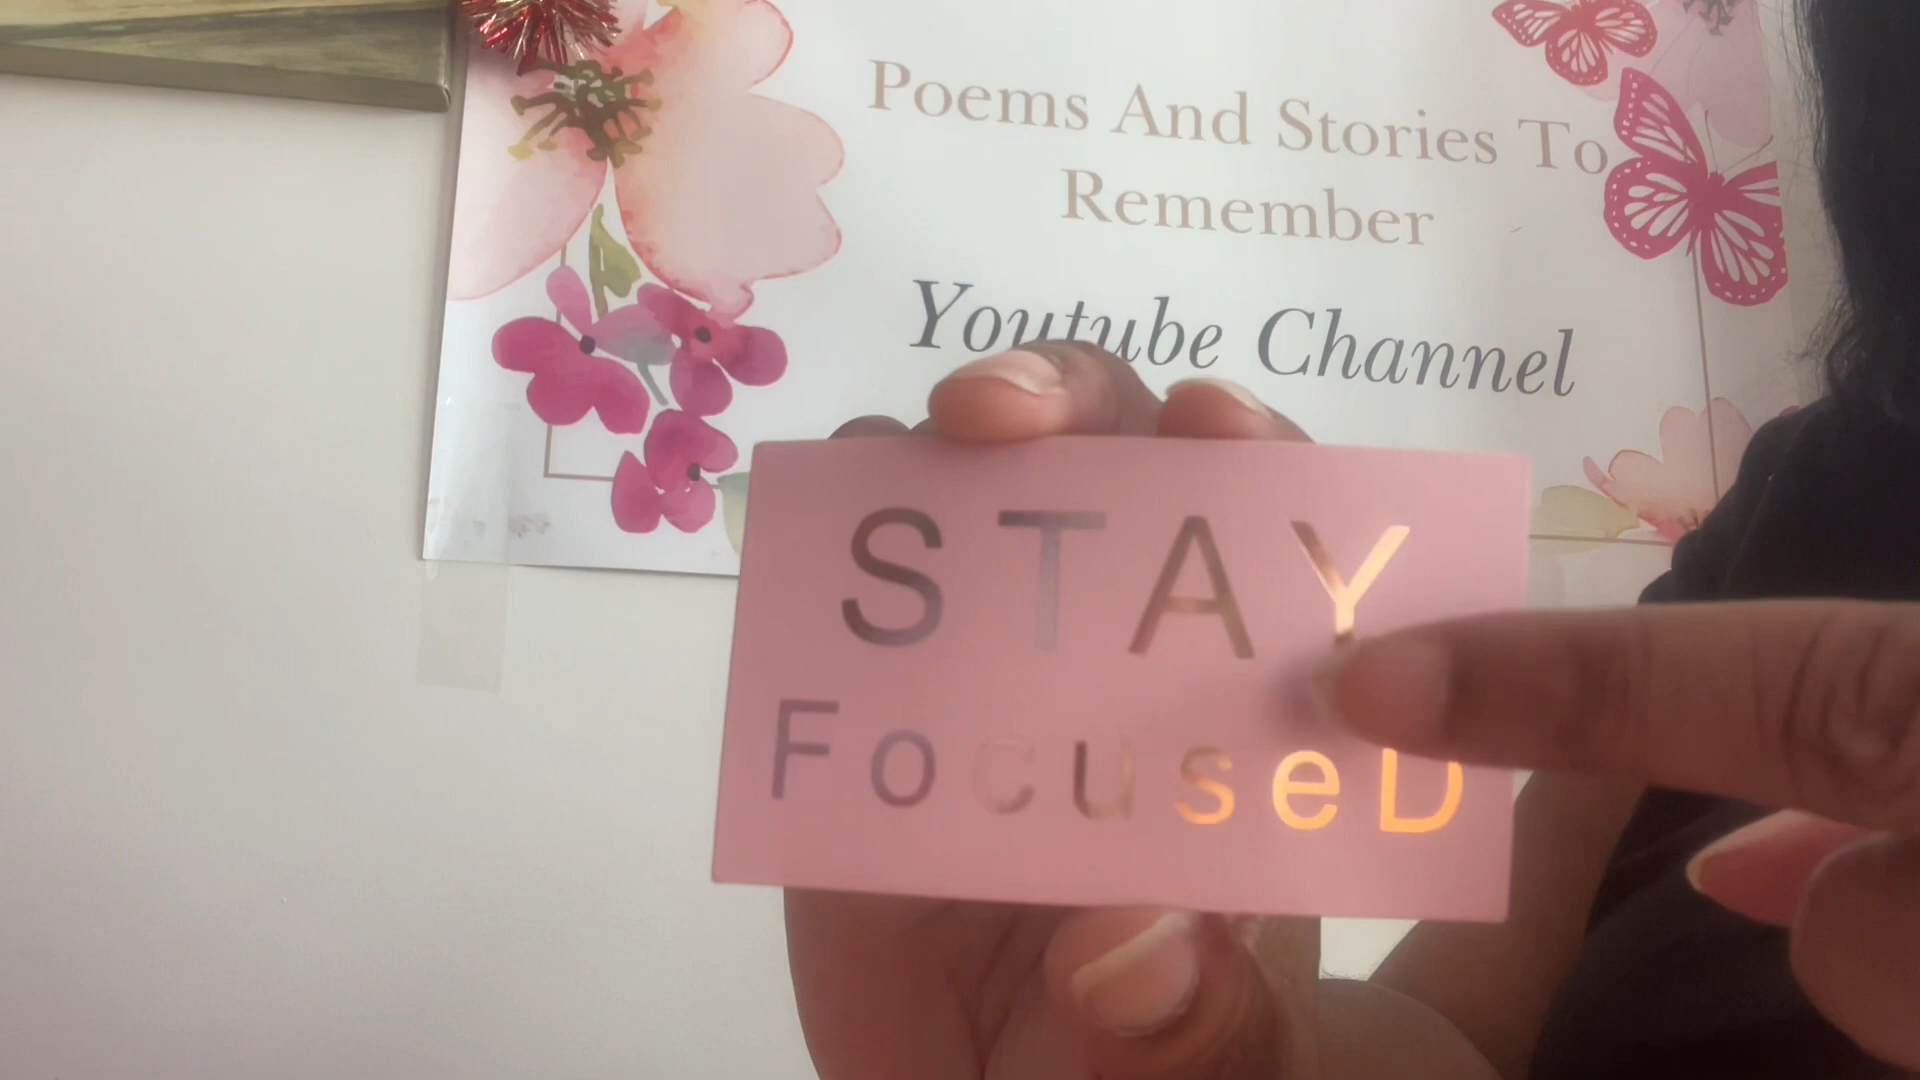 Poems And Stories To
Remember
Youtube Channel
STAY
FocuseD